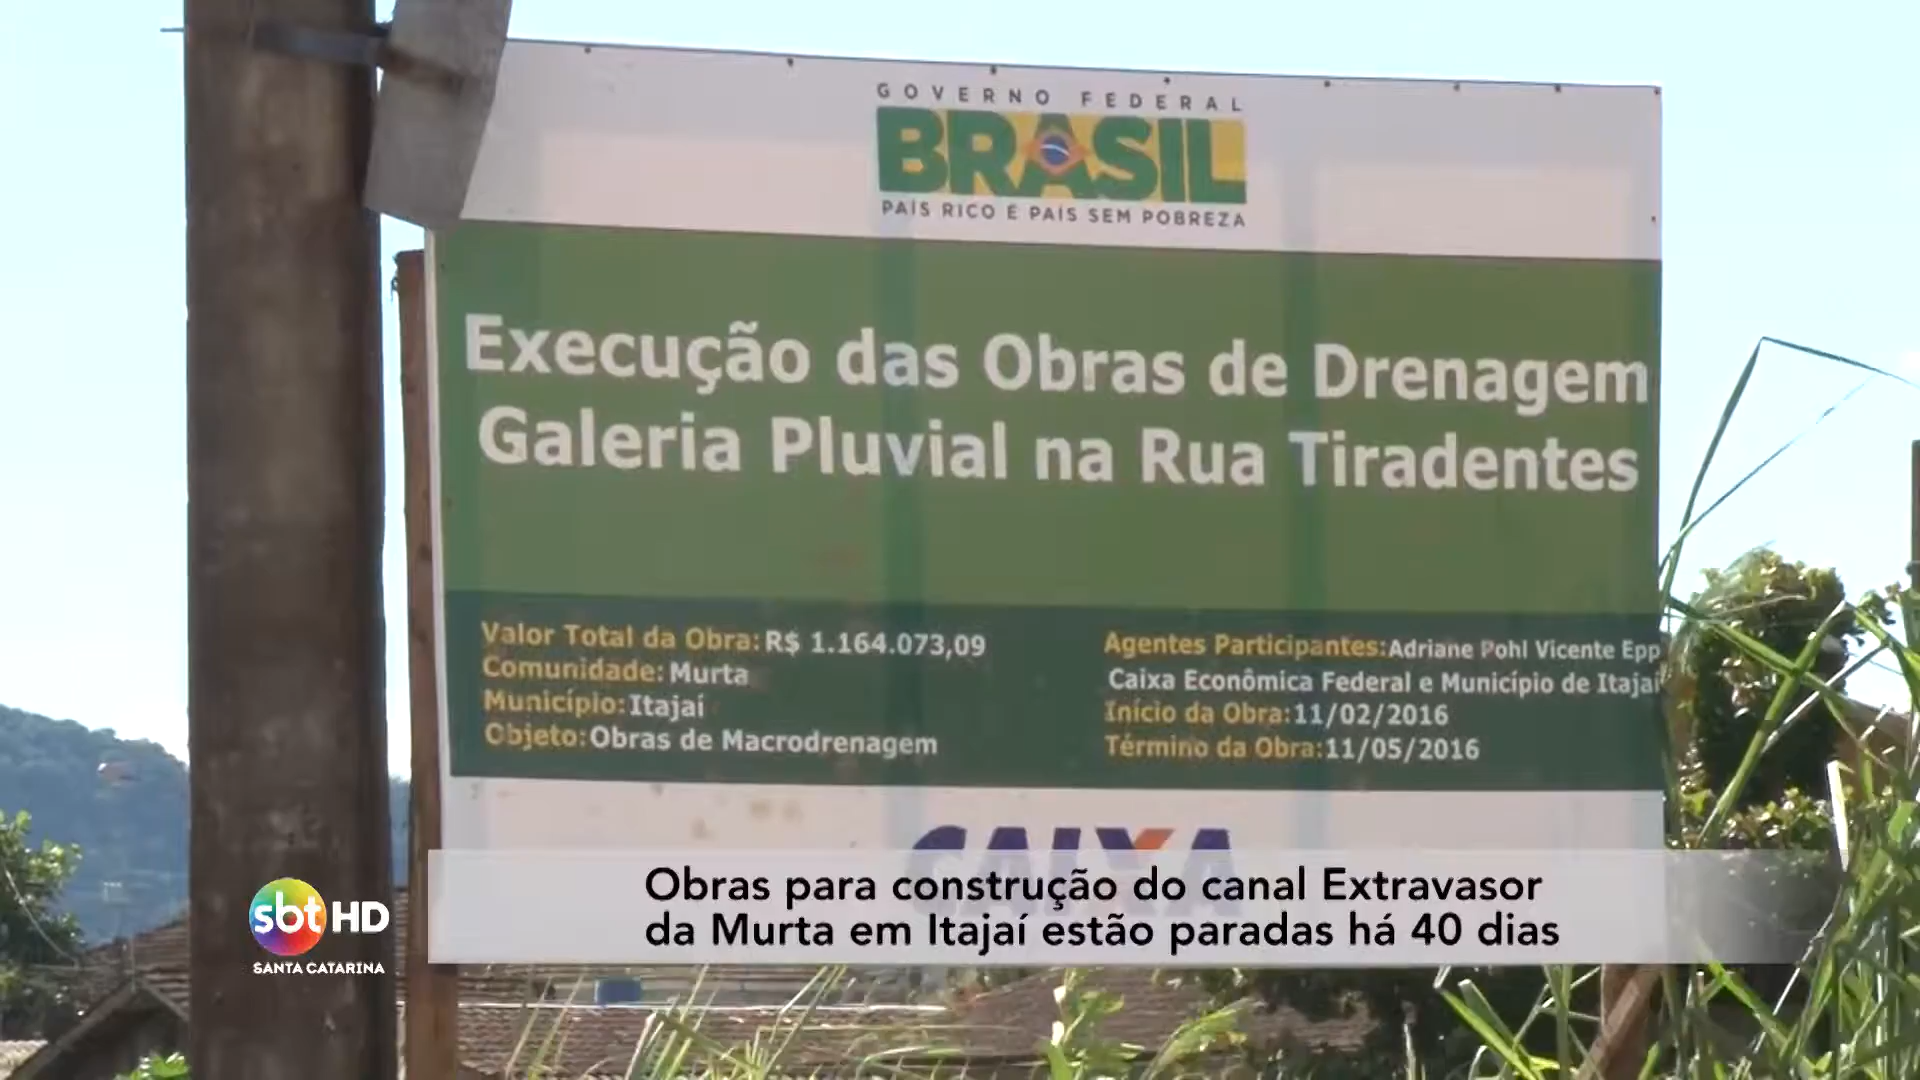 GOVERNO FEDERAL
BRASIL
PAÍS RICO É PAÍS SEM POBREZA
Execução das Obras de Drenagem
Galeria Pluvial na Rua Tiradentes
Valor Total da Obra: R$ 1.164.073,09
Comunidade: Murta
Município: Itajaí
Objeto: Obras de Macrodrenagem
Agentes Participantes: Adriane Pohl Vicente Epp
Caixa Econômica Federal e Município de Itajaí
Início da Obra: 11/02/2016
Término da Obra: 11/05/2016
CAIXA
Obras para construção do canal Extravasor
da Murta em Itajaí estão paradas há 40 dias
sbt HD
SANTA CATARINA